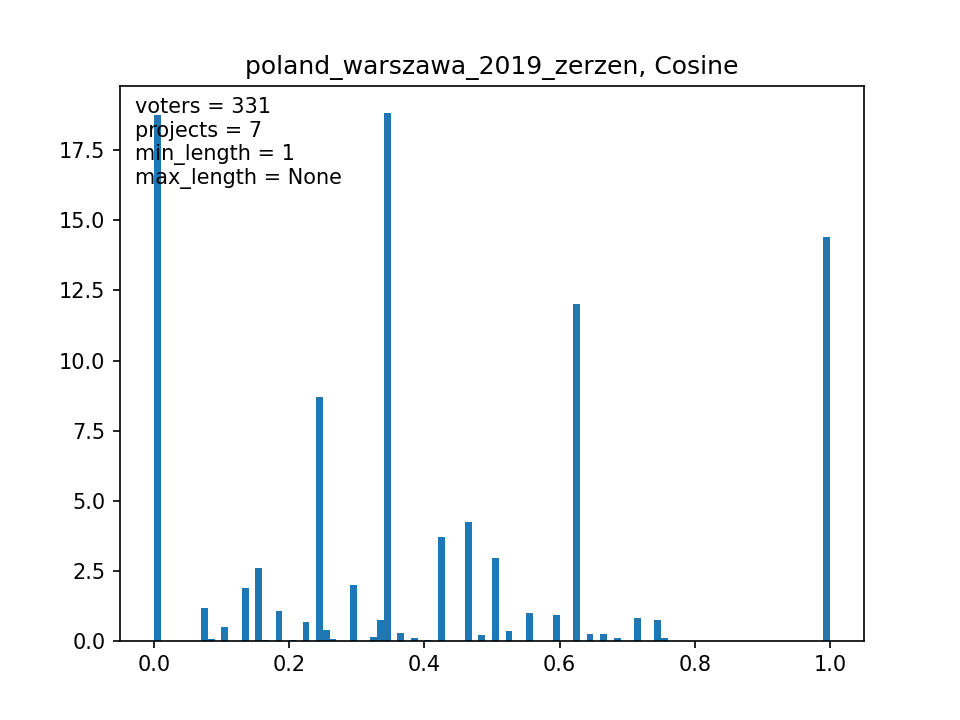 poland_warszawa_2019_zerzen, Cosine
voters = 331
projects = 7
min_length = 1
max_length = None
17.5
15.0
12.5
10.0
7.5
5.0
2.5
0.0
0.0 0.2 0.4 0.6 0.8 1.0